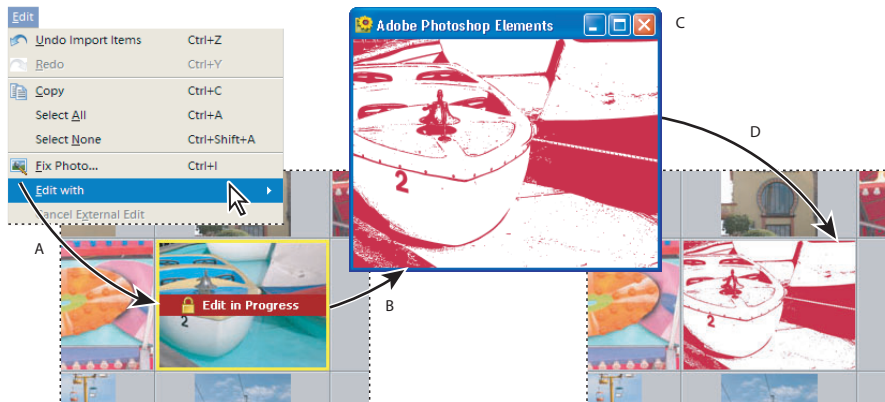 Edit
Undo Import Items Ctrl+Z
Redo Ctrl+Y
Copy Ctrl+C
Select All Ctrl+A
Select None Ctrl+Shift+A
Fix Photo... Ctrl+I
Edit with
Cancel External Edit
Adobe Photoshop Elements
C
2
D
A
Edit in Progress
2
B
2